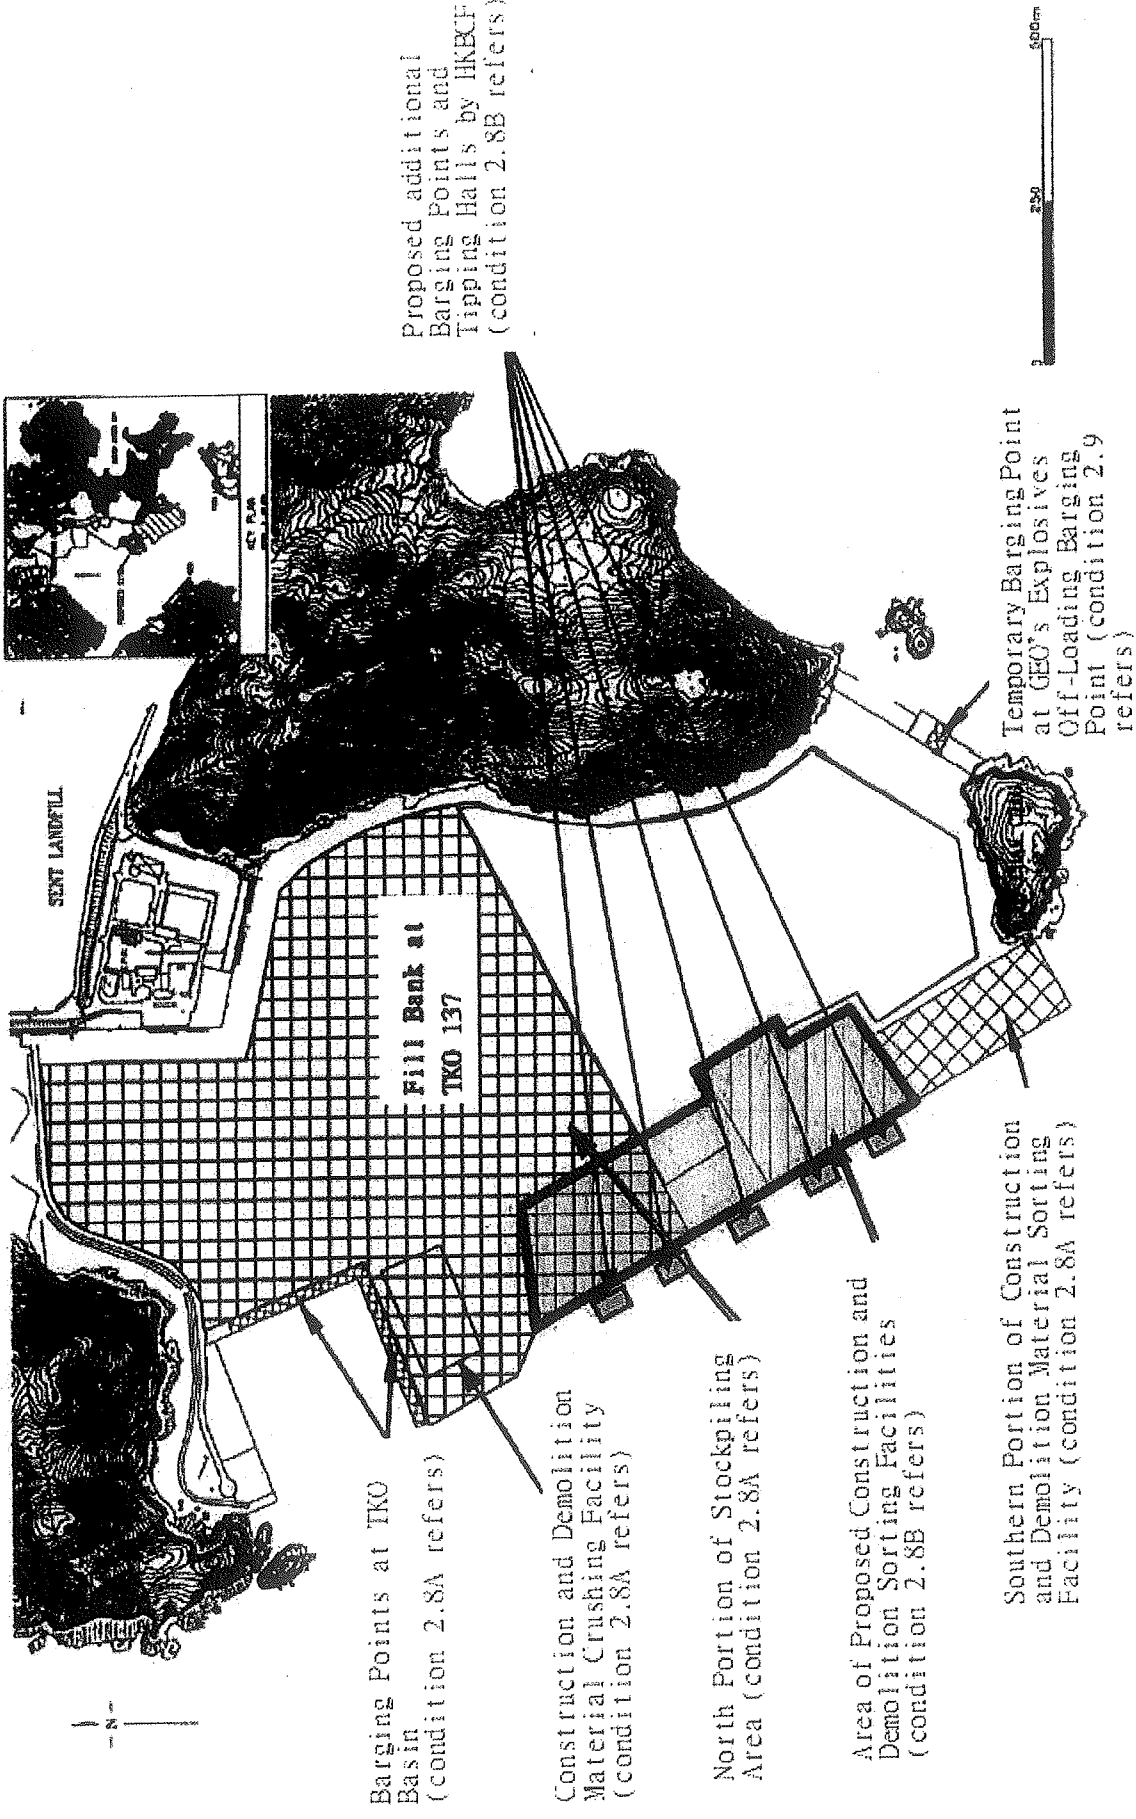 Proposed additional
Barging Points and
Tipping Halls by HKBCF
(condition 2.8B refers)
KEY PLAN
SENT LANDFILL
Fill Bank at
TKO 137
N
0
250
500m
Temporary Barging Point
at GEO's Explosives
Off-Loading Barging
Point (condition 2.9
refers)
Barging Points at TKO
Basin
(condition 2.8A refers)
Construction and Demolition
Material Crushing Facility
(condition 2.8A refers)
North Portion of Stockpiling
Area (condition 2.8A refers)
Area of Proposed Construction and
Demolition Sorting Facilities
(condition 2.8B refers)
Southern Portion of Construction
and Demolition Material Sorting
Facility (condition 2.8A refers)